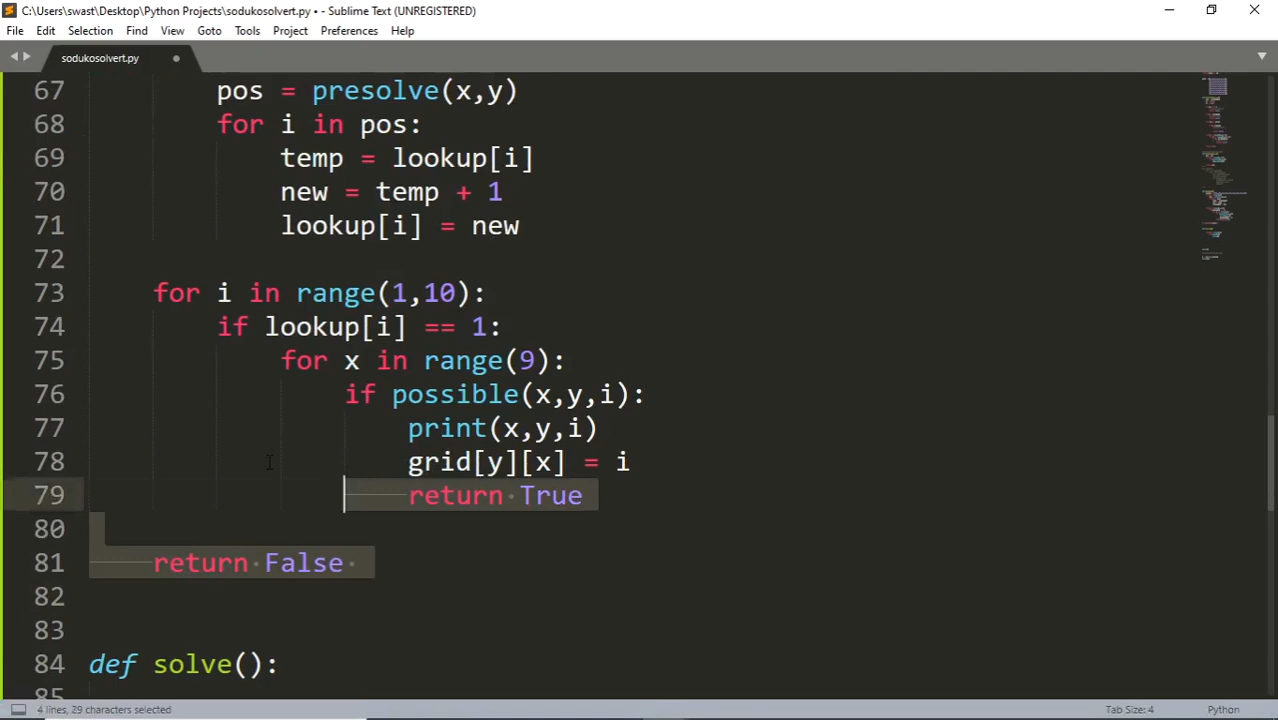 C:\Users\swast\Desktop\Python Projects\sodukosolvert.py • - Sublime Text (UNREGISTERED)
File Edit Selection Find View Goto Tools Project Preferences Help
sodukosolvert.py
67 pos = presolve(x,y)
68 for i in pos:
69 temp = lookup[i]
70 new = temp + 1
71 lookup[i] = new
72
73 for i in range(1,10):
74 if lookup[i] == 1:
75 for x in range(9):
76 if possible(x,y,i):
77 print(x,y,i)
78 grid[y][x] = i
79 return True
80
81 return False
82
83
84 def solve():
85
4 lines, 29 characters selected Tab Size: 4 Python